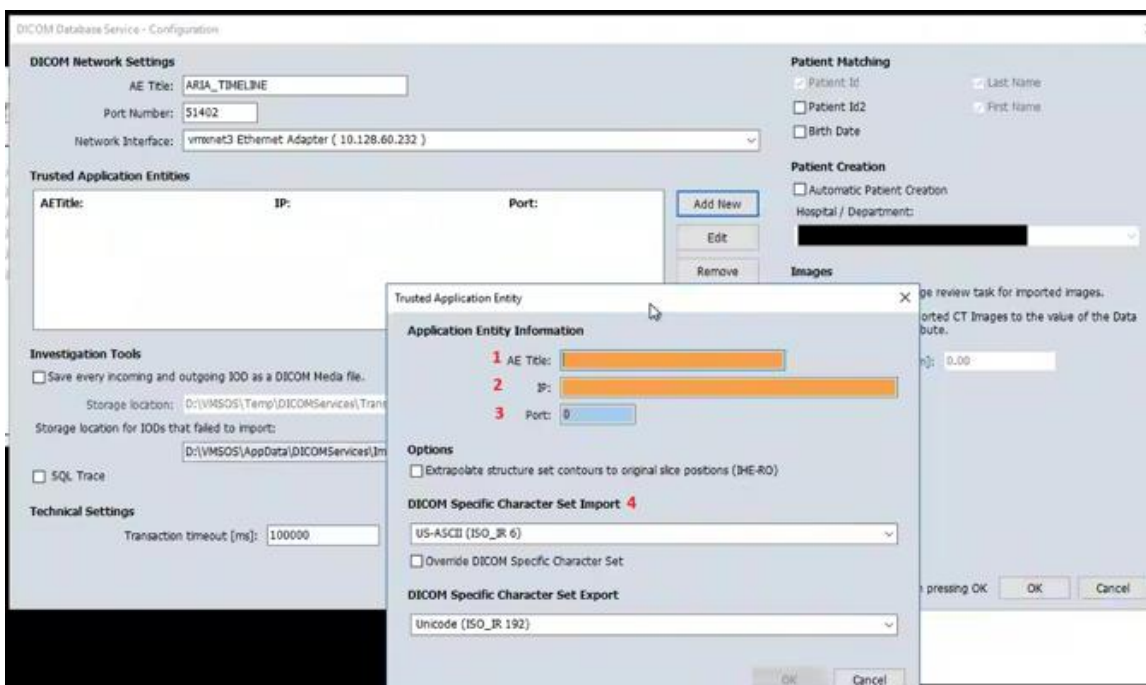 DICOM Database Service - Configuration
DICOM Network Settings
AE Title: ARIA_TIMELINE
Port Number: 51402
Network Interface: vmxnet3 Ethernet Adapter ( 10.128.60.232 )
Trusted Application Entities
AETitle: IP: Port:
Add New
Edit
Remove
Investigation Tools
Save every incoming and outgoing IOD as a DICOM Media file.
Storage location: D:\VMSOS\Temp\DICOMServices\Trans
Storage location for IODs that failed to import:
D:\VMSOS\AppData\DICOMServices\Im
SQL Trace
Technical Settings
Transaction timeout [ms]: 100000
Patient Matching
Patient Id Last Name
Patient Id2 First Name
Birth Date
Patient Creation
Automatic Patient Creation
Hospital / Department:
Images
ge review task for imported images.
orted CT Images to the value of the Data
bute.
0.00
pressing OK OK Cancel
Trusted Application Entity
Application Entity Information
1 AE Title:
2 IP:
3 Port: 0
Options
Extrapolate structure set contours to original slice positions (IHE-RO)
DICOM Specific Character Set Import 4
US-ASCII (ISO_IR 6)
Override DICOM Specific Character Set
DICOM Specific Character Set Export
Unicode (ISO_IR 192)
OK Cancel